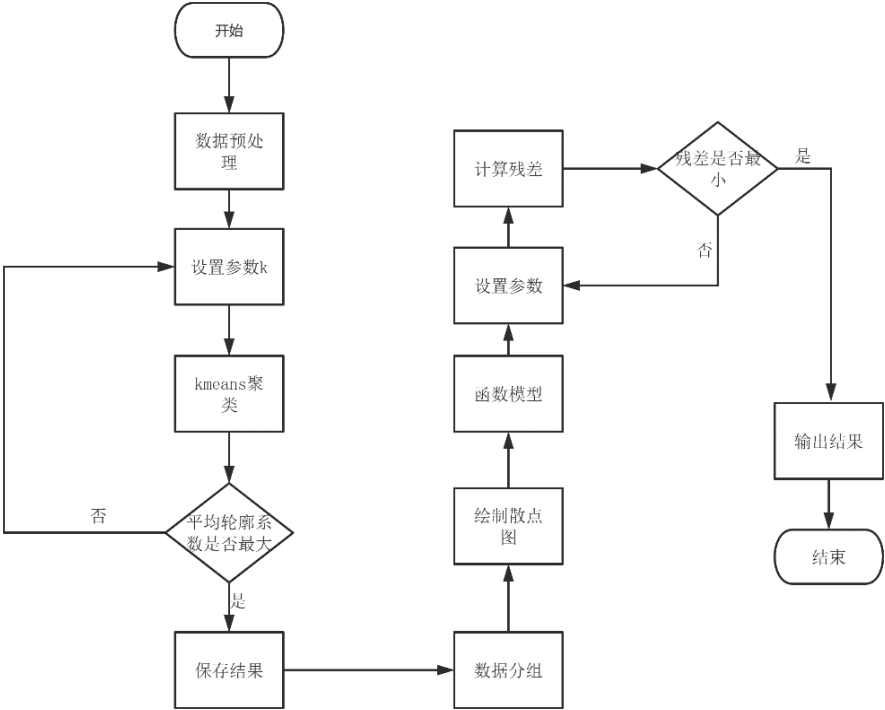 开始
数据预处
理
设置参数k
kmeans聚
类
平均轮廓系
数是否最大
否
是
保存结果
数据分组
绘制散点
图
函数模型
设置参数
计算残差
残差是否最
小
否
是
输出结果
结束